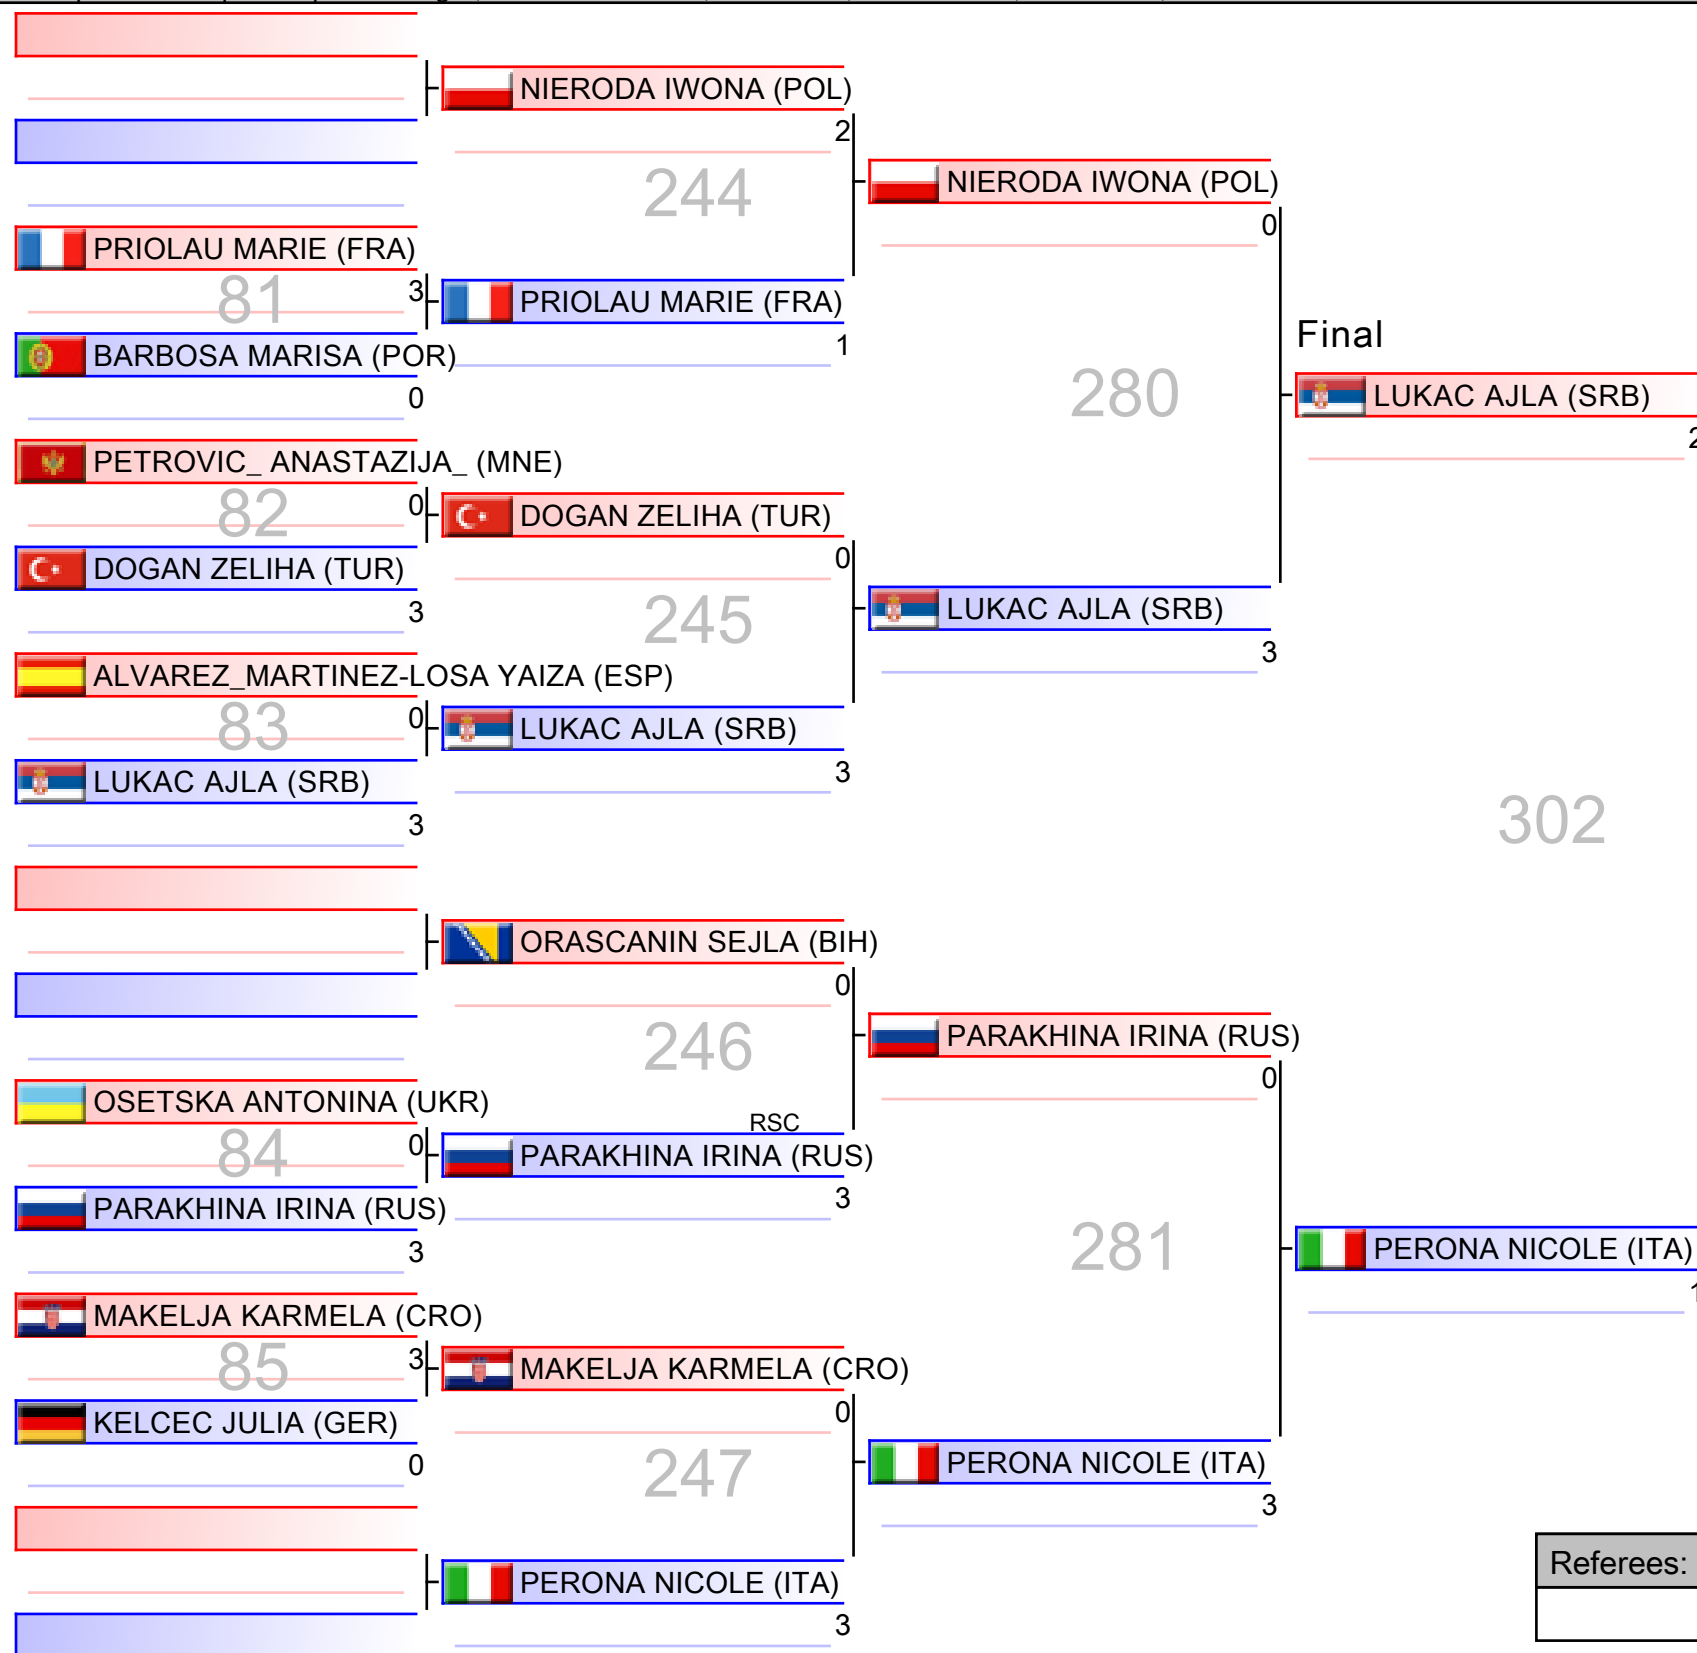 NIERODA IWONA (POL)
2
244
NIERODA IWONA (POL)
0
PRIOLAU MARIE (FRA)
81
3
PRIOLAU MARIE (FRA)
1
BARBOSA MARISA (POR)
0
280
Final
LUKAC AJLA (SRB)
2
PETROVIC_ ANASTAZIJA_ (MNE)
82
0
DOGAN ZELIHA (TUR)
0
DOGAN ZELIHA (TUR)
3
245
LUKAC AJLA (SRB)
3
ALVAREZ_MARTINEZ-LOSA YAIZA (ESP)
83
0
LUKAC AJLA (SRB)
3
LUKAC AJLA (SRB)
3
302
ORASCANIN SEJLA (BIH)
0
246
PARAKHINA IRINA (RUS)
0
OSETSKA ANTONINA (UKR)
84
0
RSC
PARAKHINA IRINA (RUS)
3
PARAKHINA IRINA (RUS)
3
281
PERONA NICOLE (ITA)
1
MAKELJA KARMELA (CRO)
85
3
MAKELJA KARMELA (CRO)
0
KELCEC JULIA (GER)
0
247
PERONA NICOLE (ITA)
3
PERONA NICOLE (ITA)
3
Referees: